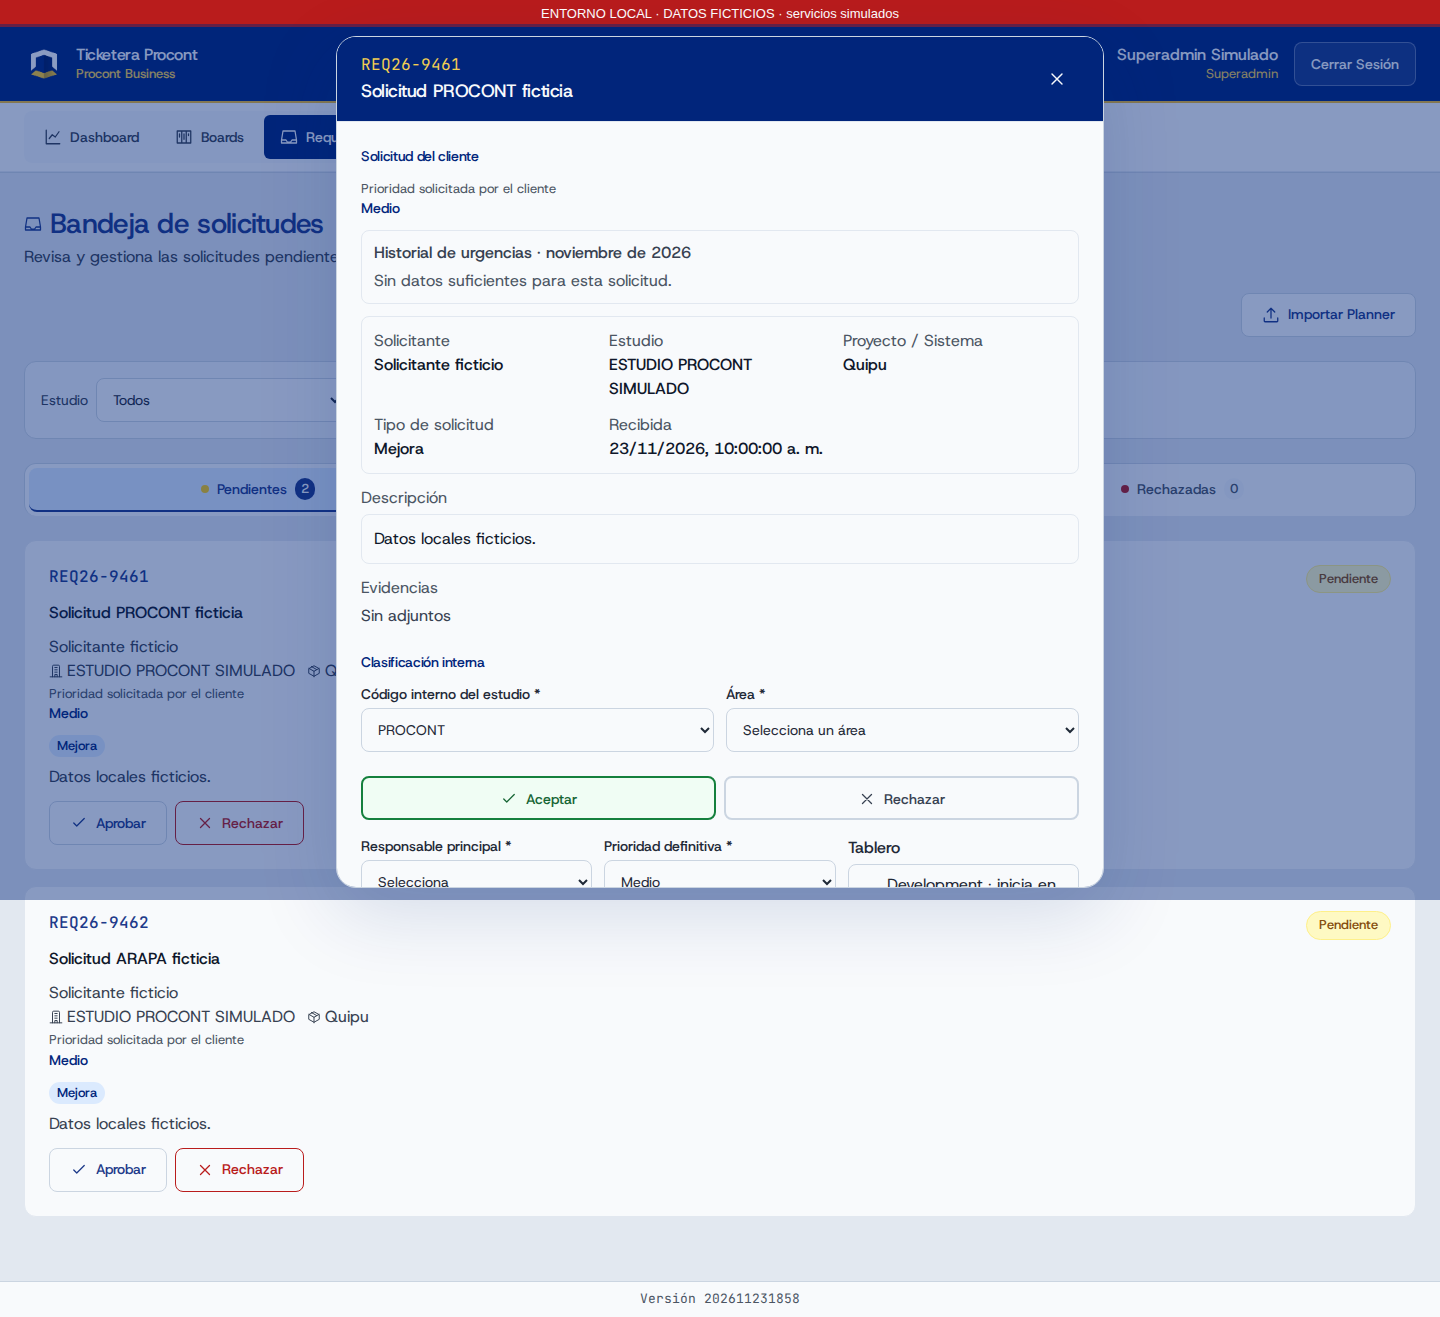 ENTORNO LOCAL · DATOS FICTICIOS · servicios simulados
Ticketera Procont
Procont Business
Superadmin Simulado
Superadmin
Cerrar Sesión
Dashboard
Boards
Requ
REQ26-9461
Solicitud PROCONT ficticia
Bandeja de solicitudes
Revisa y gestiona las solicitudes pendiente
Importar Planner
Estudio
Todos
Pendientes 2
Rechazadas 0
REQ26-9461
Pendiente
Solicitud PROCONT ficticia
Solicitante ficticio
ESTUDIO PROCONT SIMULADO Q
Prioridad solicitada por el cliente
Medio
Mejora
Datos locales ficticios.
Aprobar
Rechazar
Solicitud del cliente
Prioridad solicitada por el cliente
Medio
Historial de urgencias · noviembre de 2026
Sin datos suficientes para esta solicitud.
Solicitante
Solicitante ficticio
Estudio
ESTUDIO PROCONT
SIMULADO
Proyecto / Sistema
Quipu
Tipo de solicitud
Mejora
Recibida
23/11/2026, 10:00:00 a. m.
Descripción
Datos locales ficticios.
Evidencias
Sin adjuntos
Clasificación interna
Código interno del estudio *
PROCONT
Área *
Selecciona un área
Aceptar
Rechazar
Responsable principal *
Selecciona
Prioridad definitiva *
Medio
Tablero
Development · inicia en
REQ26-9462
Pendiente
Solicitud ARAPA ficticia
Solicitante ficticio
ESTUDIO PROCONT SIMULADO Quipu
Prioridad solicitada por el cliente
Medio
Mejora
Datos locales ficticios.
Aprobar
Rechazar
Versión 202611231858